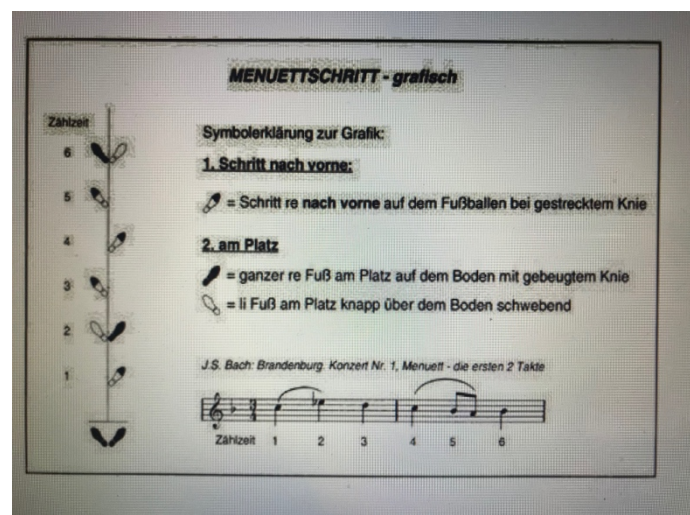 MENUETTSCHRITT - grafisch
Zählzeit
6
5
4
3
2
1
Symbolerklärung zur Grafik:
1. Schritt nach vorne:
= Schritt re nach vorne auf dem Fußballen bei gestrecktem Knie
2. am Platz
= ganzer re Fuß am Platz auf dem Boden mit gebeugtem Knie
= li Fuß am Platz knapp über dem Boden schwebend
J.S. Bach: Brandenburg. Konzert Nr. 1, Menuett - die ersten 2 Takte
3
4
Zählzeit 1 2 3 4 5 6